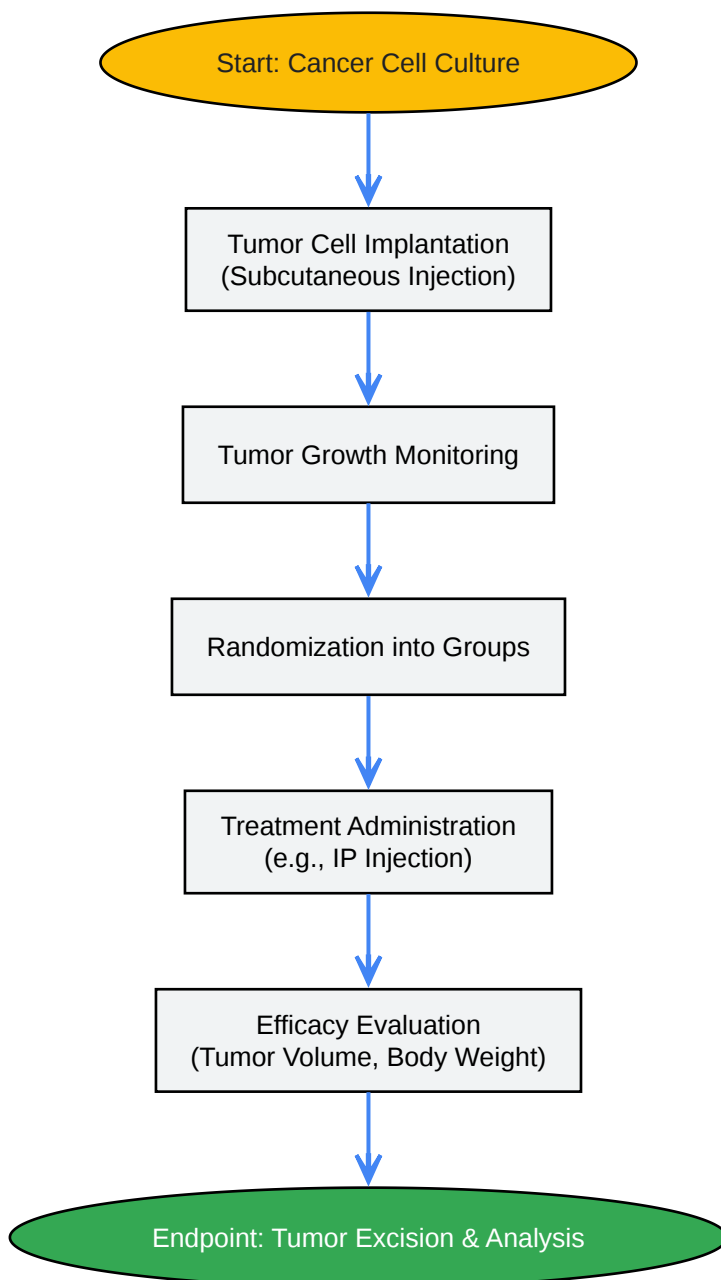 Start: Cancer Cell Culture
Tumor Cell Implantation
(Subcutaneous Injection)
Tumor Growth Monitoring
Randomization into Groups
Treatment Administration
(e.g., IP Injection)
Efficacy Evaluation
(Tumor Volume, Body Weight)
Endpoint: Tumor Excision & Analysis